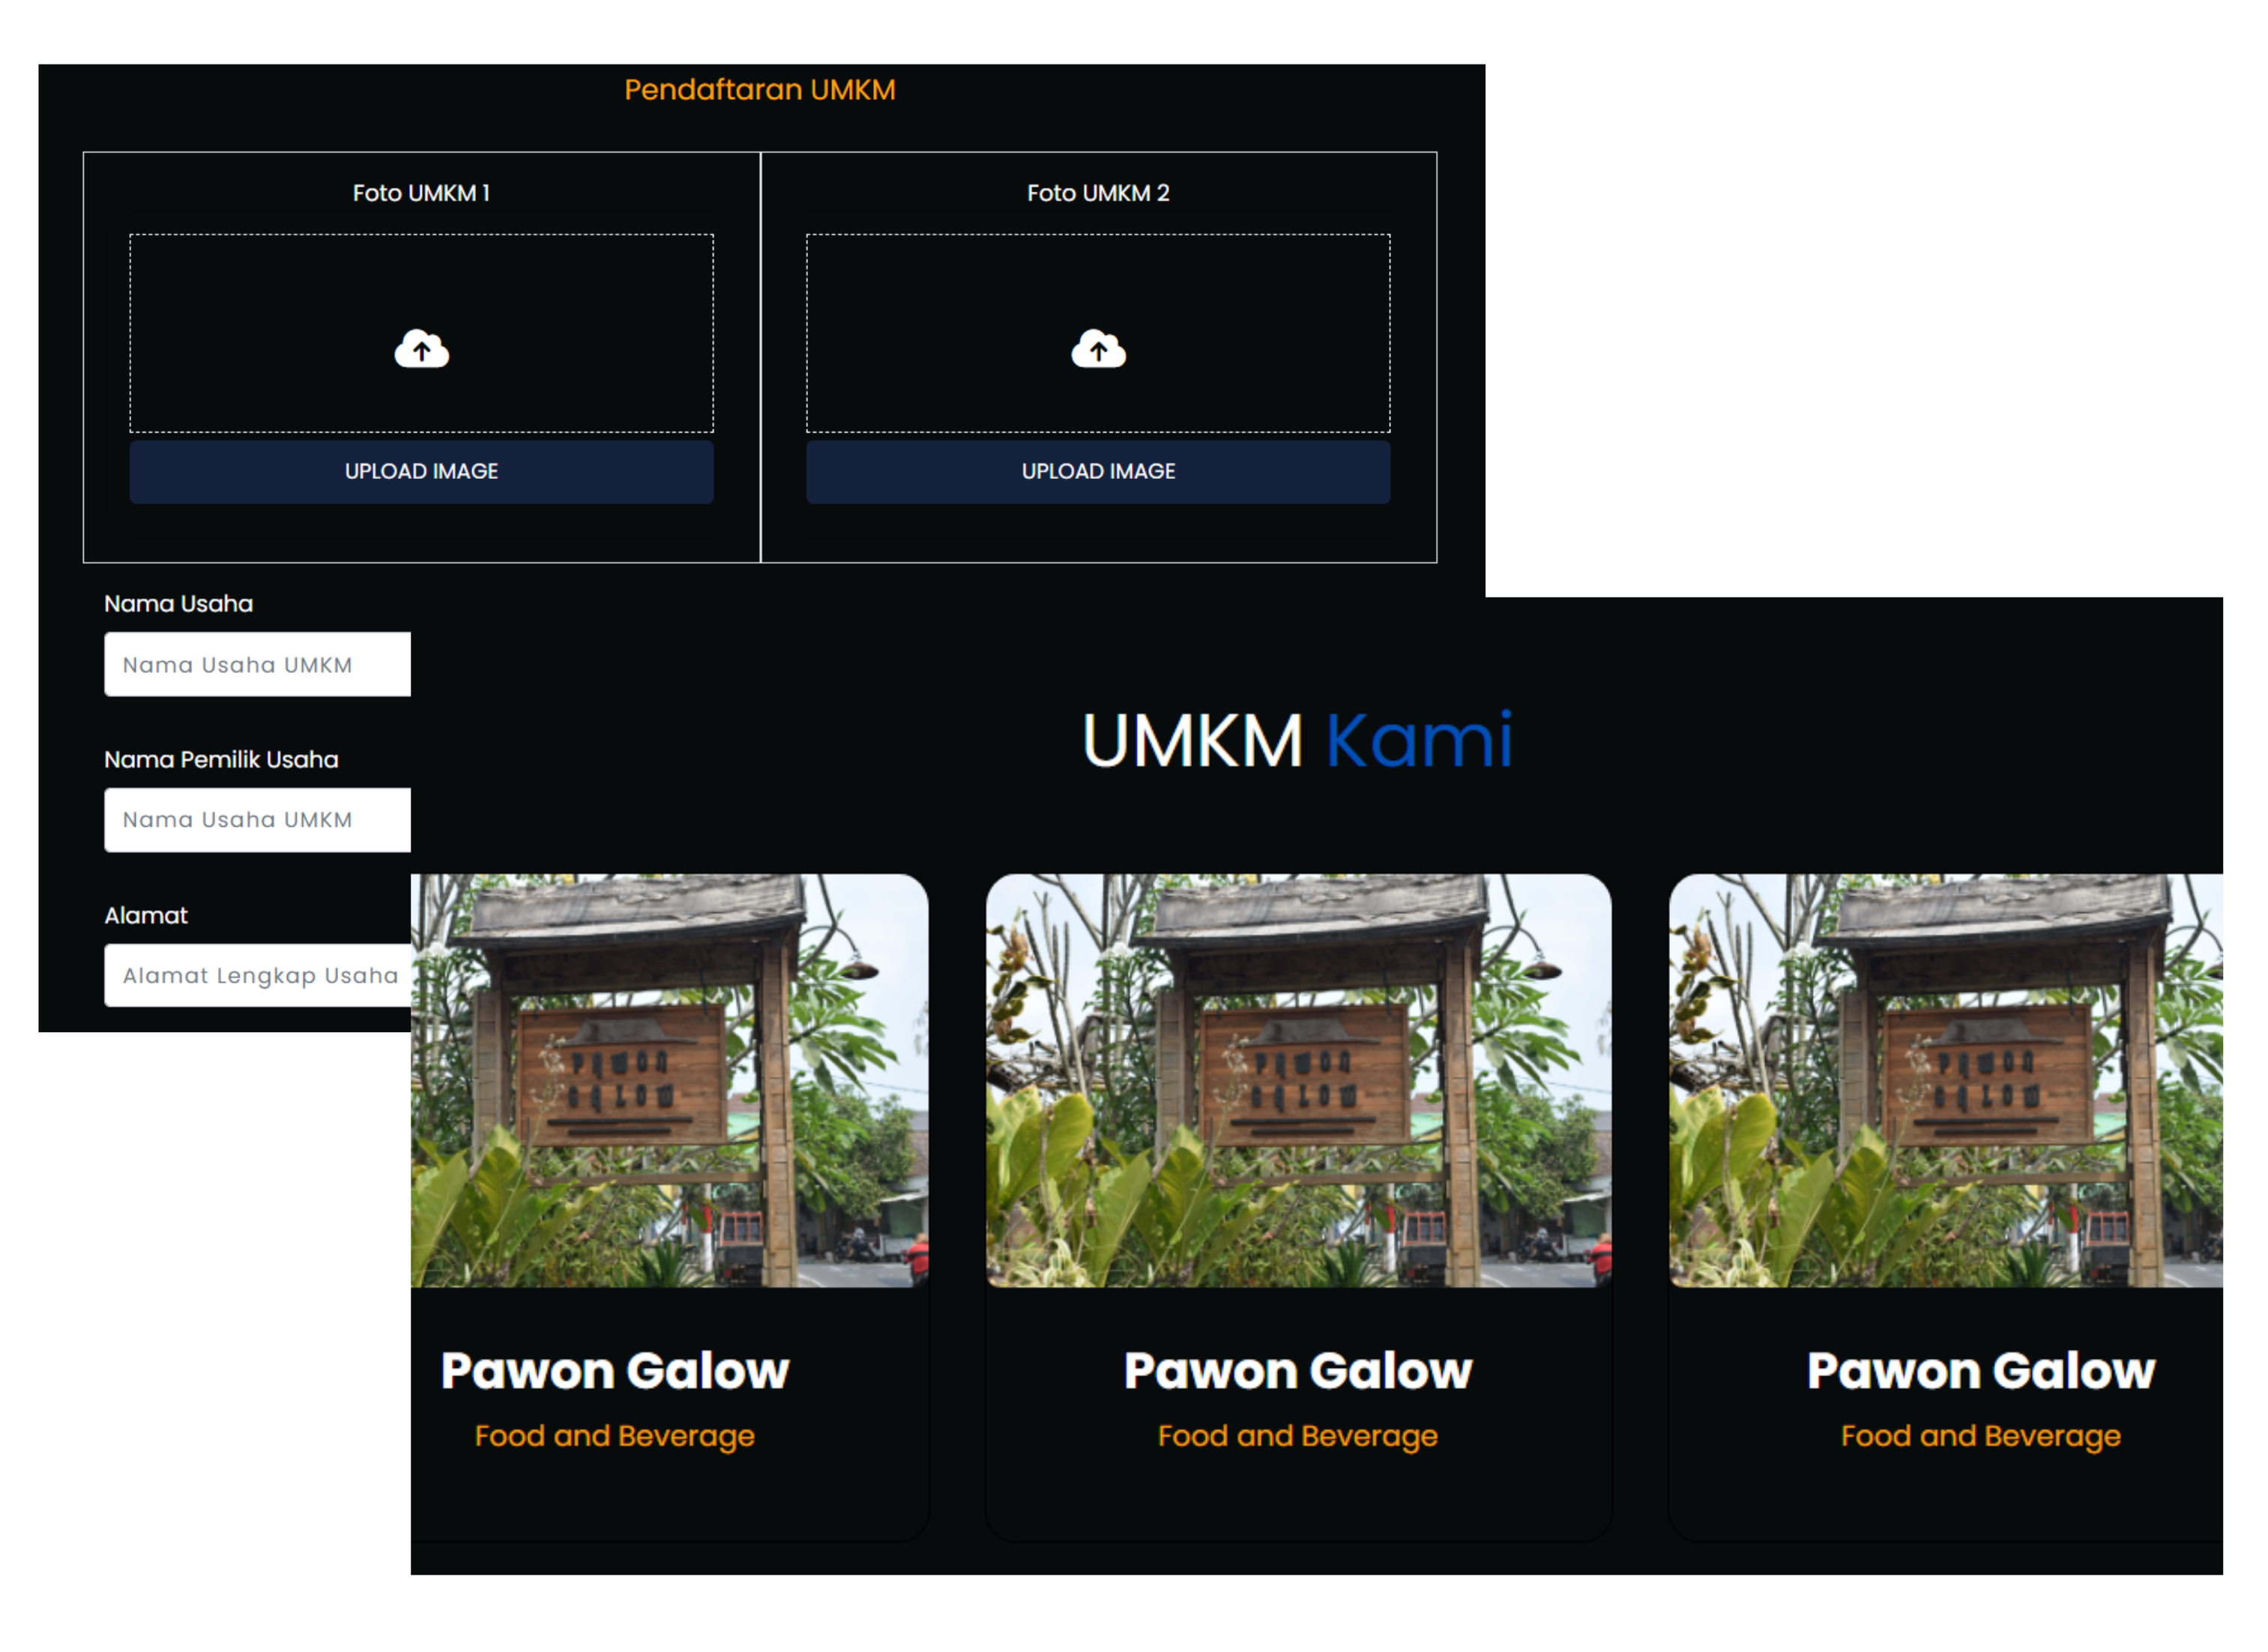 Pendaftaran UMKM
Foto UMKM 1
Foto UMKM 2
UPLOAD IMAGE
UPLOAD IMAGE
Nama Usaha
Nama Usaha UMKM
Nama Pemilik Usaha
Nama Usaha UMKM
Alamat
Alamat Lengkap Usaha
UMKM Kami
PAWON
GALOW
PAWON
GALOW
PAWON
GALOW
Pawon Galow
Pawon Galow
Pawon Galow
Food and Beverage
Food and Beverage
Food and Beverage